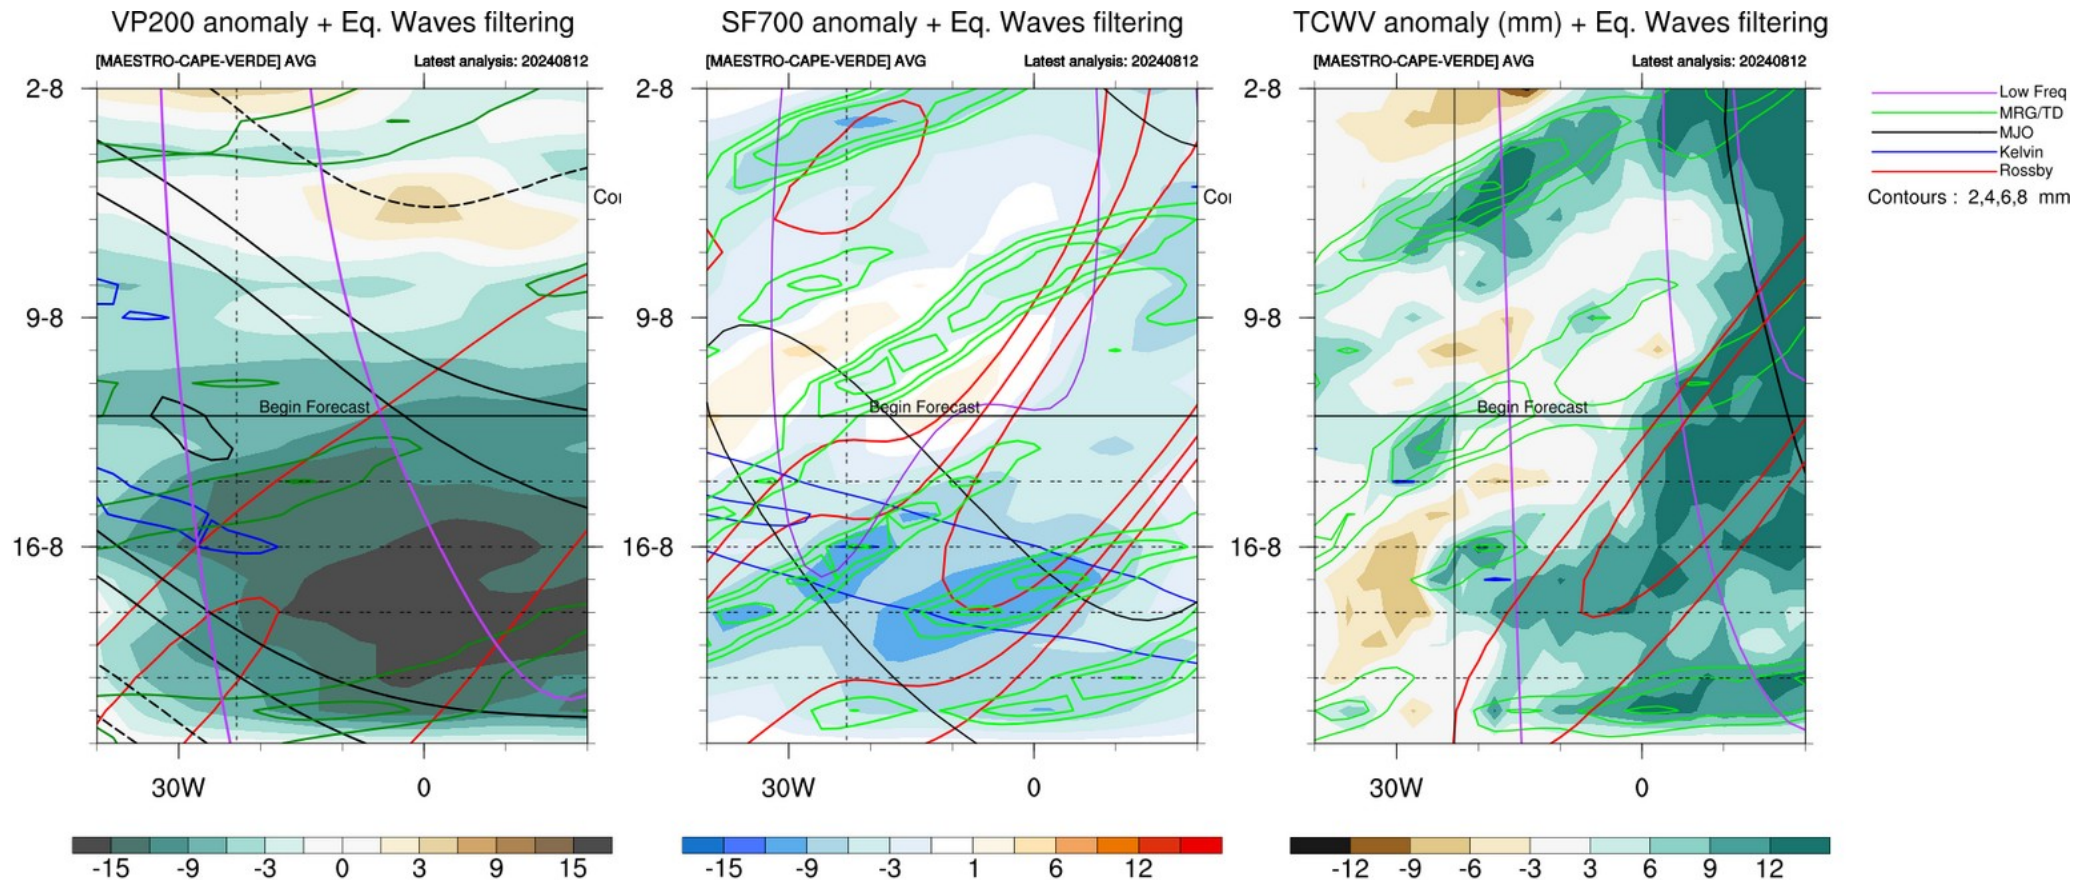 VP200 anomaly + Eq. Waves filtering
[MAESTRO-CAPE-VERDE] AVG
Latest analysis: 20240812
2-8
9-8
16-8
Begin Forecast
Coi
30W
0
-15 -9 -3 0 3 9 15
SF700 anomaly + Eq. Waves filtering
[MAESTRO-CAPE-VERDE] AVG
Latest analysis: 20240812
2-8
9-8
16-8
Begin Forecast
Coi
30W
0
-15 -9 -3 1 6 12
TCWV anomaly (mm) + Eq. Waves filtering
[MAESTRO-CAPE-VERDE] AVG
Latest analysis: 20240812
2-8
9-8
16-8
Begin Forecast
30W
0
-12 -9 -6 -3 3 6 9 12
Low Freq
MRG/TD
MJO
Kelvin
Rossby
Contours : 2,4,6,8 mm